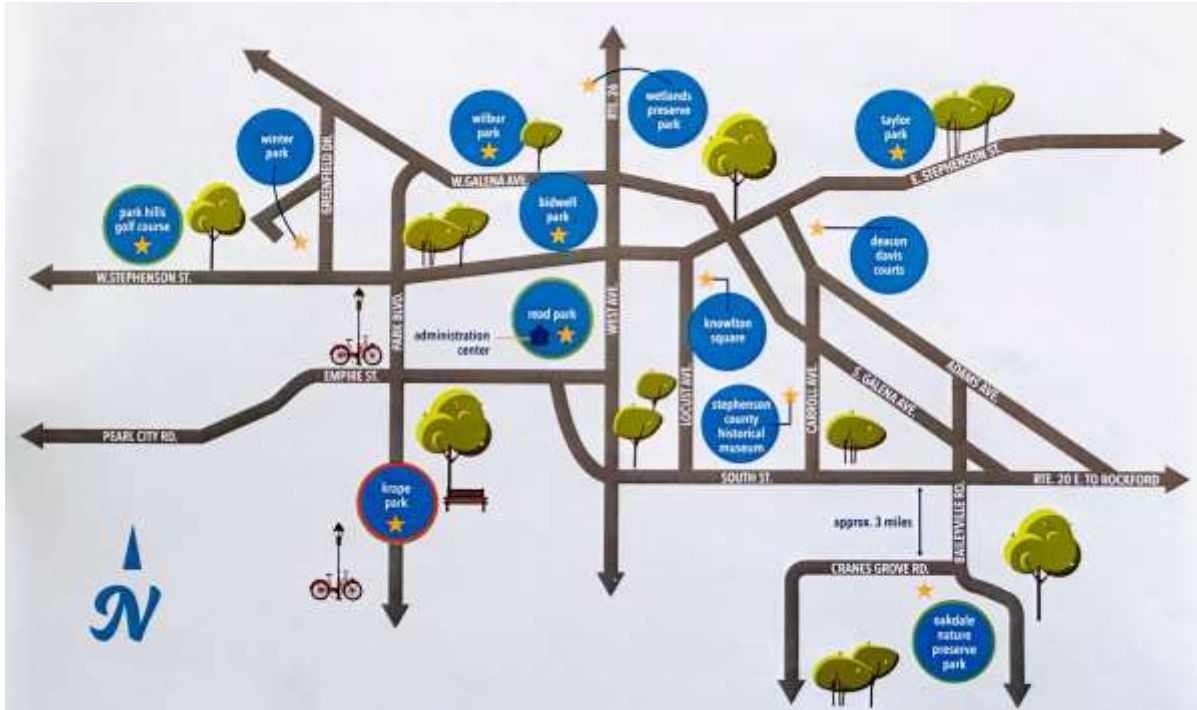 RTE. 26
wetlands
preserve
park
wilbur
park
taylor
park
winter
park
GREENFIELD DR.
W. GALENA AVE.
E. STEPHENSON ST.
bidwell
park
park hills
golf course
deacon
davis
courts
W. STEPHENSON ST.
read park
administration
center
PARK BLVD.
WEST AVE.
knowlton
square
EMPIRE ST.
LOCUST AVE.
CARROLL AVE.
S. GALENA AVE.
ADAMS AVE.
stephenson
county
historical
museum
PEARL CITY RD.
SOUTH ST.
RTE. 20 E. TO ROCKFORD
krape
park
approx. 3 miles
BAILEYVILLE RD.
CRANES GROVE RD.
N
oakdale
nature
preserve
park